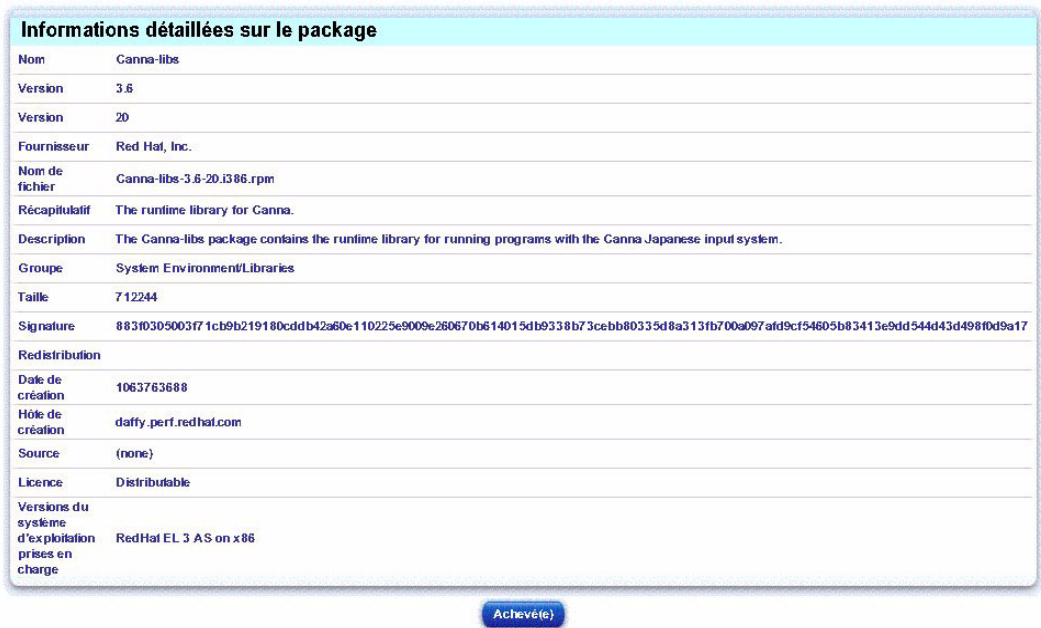 Informations détaillées sur le package
Nom Canna-libs
Version 3.6
Version 20
Fournisseur Red Hat, Inc.
Nom de
fichier Canna-libs-3.6-20.i386.rpm
Récapitulatif The runtime library for Canna.
Description The Canna-libs package contains the runtime library for running programs with the Canna Japanese input system.
Groupe System Environment/Libraries
Taille 712244
Signature 883f0305003f71cb9b219180cddb42a60e110225e9009e260670b614015db9338b73cebb80335d8a313fb700a097afd9cf54605b83413e9dd544d43d498f0d9a17
Redistribution
Date de
création 1063763688
Hôte de
création daffy.perf.redhat.com
Source (none)
Licence Distributable
Versions du
système
d'exploitation RedHat EL 3 AS on x86
prises en
charge
Achevé(e)